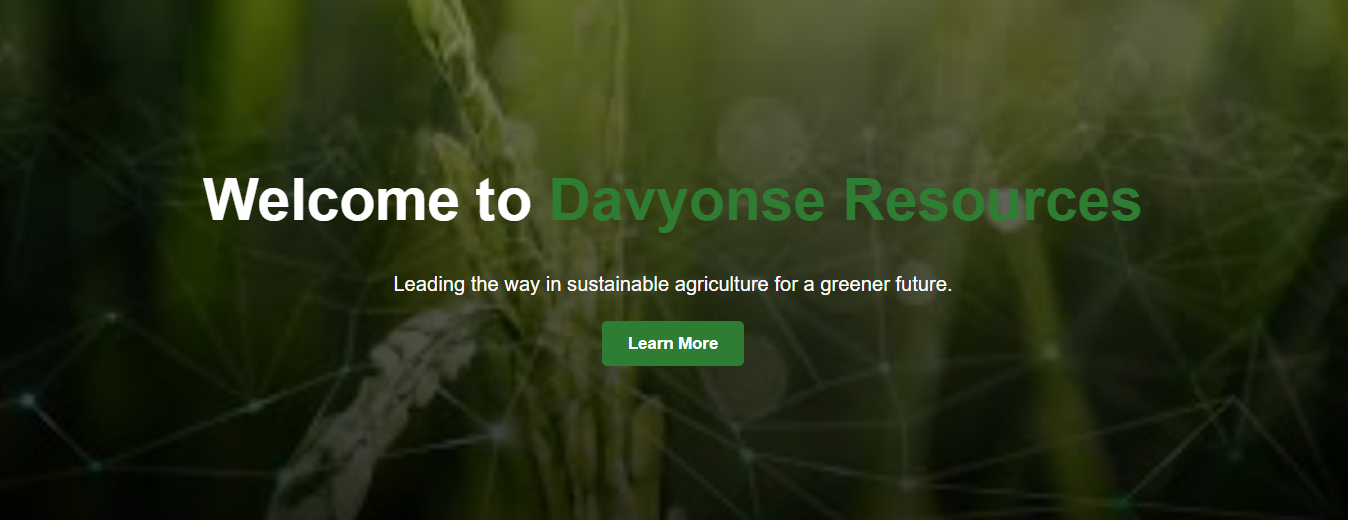 Welcome to Davyonse Resources
Leading the way in sustainable agriculture for a greener future.
Learn More